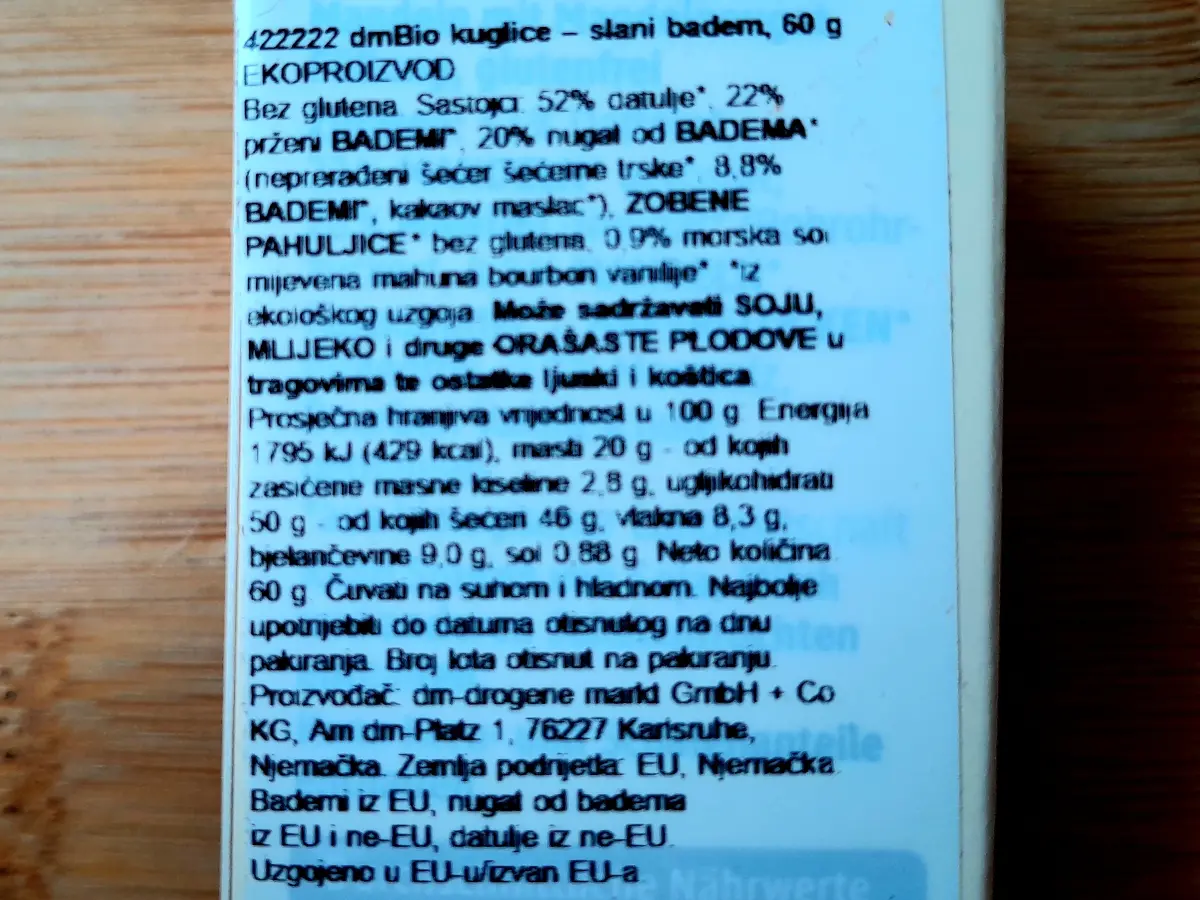 422222 dmBio kuglice – slani badem, 60 g
EKOPROIZVOD
Bez glutena. Sastojci: 52% datulje*, 22%
prženi BADEMI*, 20% nugat od BADEMA*
(neprerađeni šećer šećerne trske*, 8,8%
BADEMI*, kakaov maslac*), ZOBENE
PAHULJICE* bez glutena, 0,9% morska sol
mljevena mahuna bourbon vanilije* *iz
ekološkog uzgoja. Može sadržavati SOJU,
MLIJEKO i druge ORAŠASTE PLODOVE u
tragovima te ostatke ljuski i koštica.
Prosječna hranjiva vrijednost u 100 g: Energija
1795 kJ (429 kcal), masti 20 g - od kojih
zasićene masne kiseline 2,8 g, ugljikohidrati
50 g - od kojih šećeri 46 g, vlakna 8,3 g,
bjelančevine 9,0 g, sol 0,88 g. Neto količina
60 g. Čuvati na suhom i hladnom. Najbolje
upotrijebiti do datuma otisnutog na dnu
pakiranja. Broj lota otisnut na pakiranju.
Proizvođač: dm-drogerie markt GmbH + Co
KG, Am dm-Platz 1, 76227 Karlsruhe,
Njemačka. Zemlja podrijetla: EU, Njemačka.
Bademi iz EU, nugat od badema
iz EU i ne-EU, datulje iz ne-EU.
Uzgojeno u EU-u/izvan EU-a
glutenfrei
Nährwerte